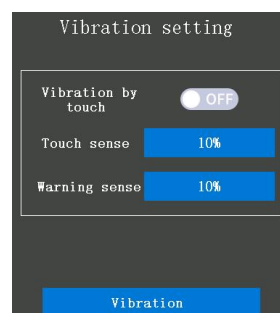 Vibration setting
Vibration by
touch
OFF
Touch sense
10%
Warning sense
10%
Vibration